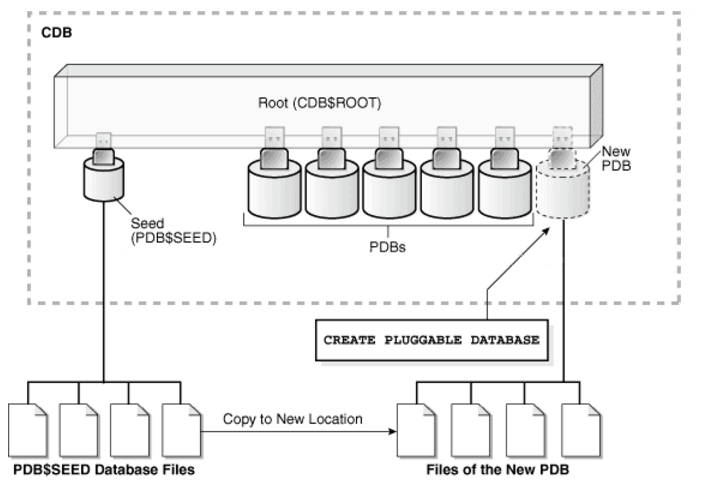 CDB
Root (CDB$ROOT)
New
PDB
Seed
(PDB$SEED)
PDBs
CREATE PLUGGABLE DATABASE
Copy to New Location
PDB$SEED Database Files
Files of the New PDB